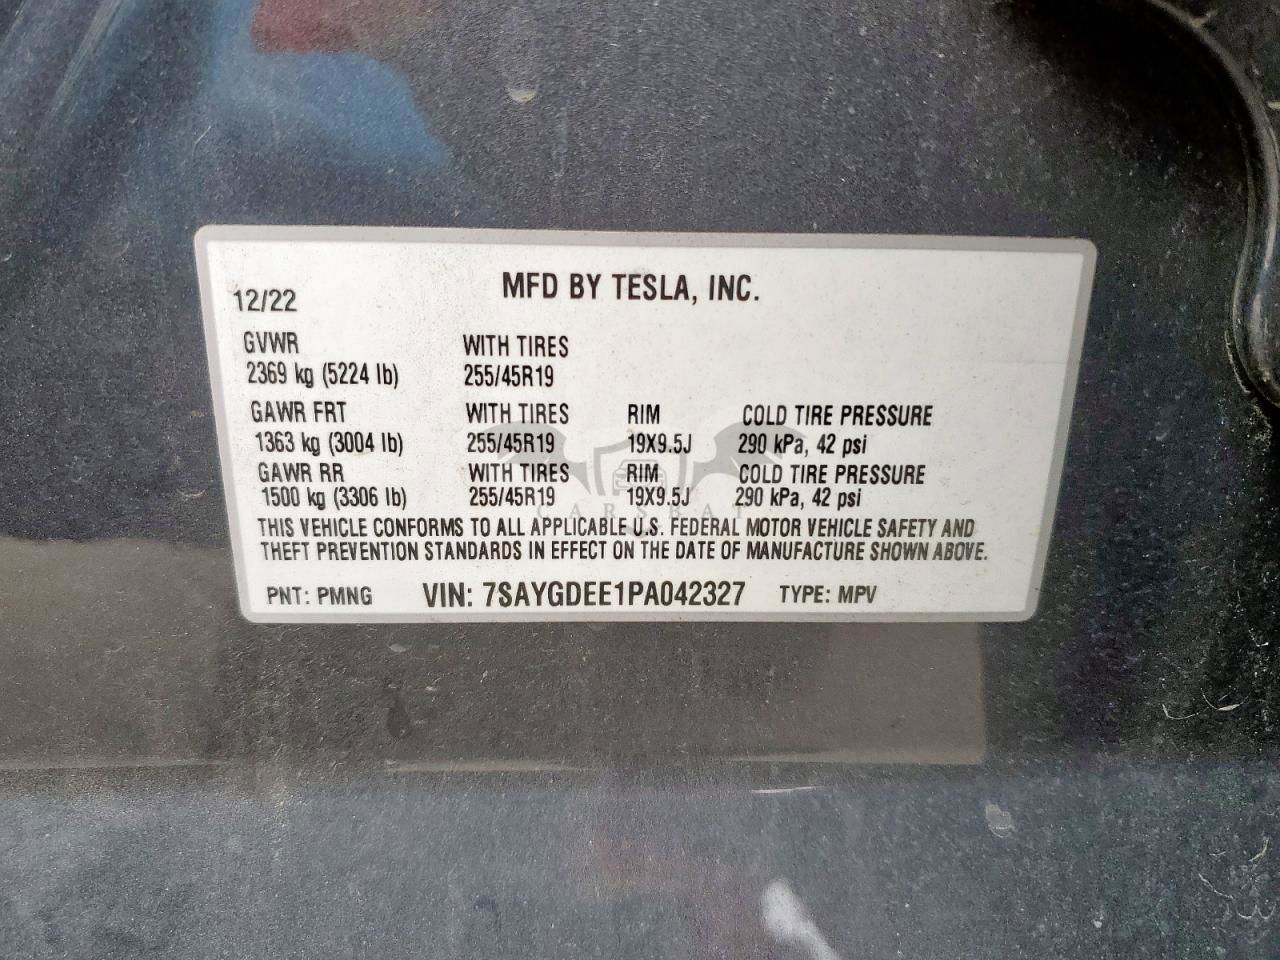 MFD BY TESLA, INC.
12/22
GVWR WITH TIRES
2369 kg (5224 lb) 255/45R19
GAWR FRT WITH TIRES RIM COLD TIRE PRESSURE
1363 kg (3004 lb) 255/45R19 19X9.5J 290 kPa, 42 psi
GAWR RR WITH TIRES RIM COLD TIRE PRESSURE
1500 kg (3306 lb) 255/45R19 19X9.5J 290 kPa, 42 psi
CARSBAT
THIS VEHICLE CONFORMS TO ALL APPLICABLE U.S. FEDERAL MOTOR VEHICLE SAFETY AND
THEFT PREVENTION STANDARDS IN EFFECT ON THE DATE OF MANUFACTURE SHOWN ABOVE.
PNT: PMNG VIN: 7SAYGDEE1PA042327 TYPE: MPV